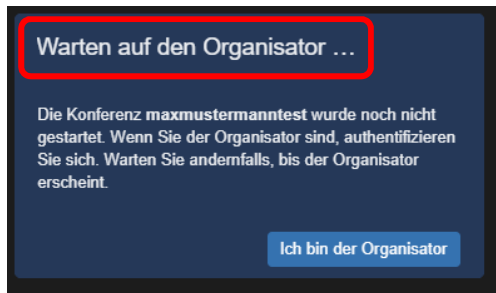 Warten auf den Organisator …
Die Konferenz maxmustermanntest wurde noch nicht
gestartet. Wenn Sie der Organisator sind, authentifizieren
Sie sich. Warten Sie andernfalls, bis der Organisator
erscheint.
Ich bin der Organisator